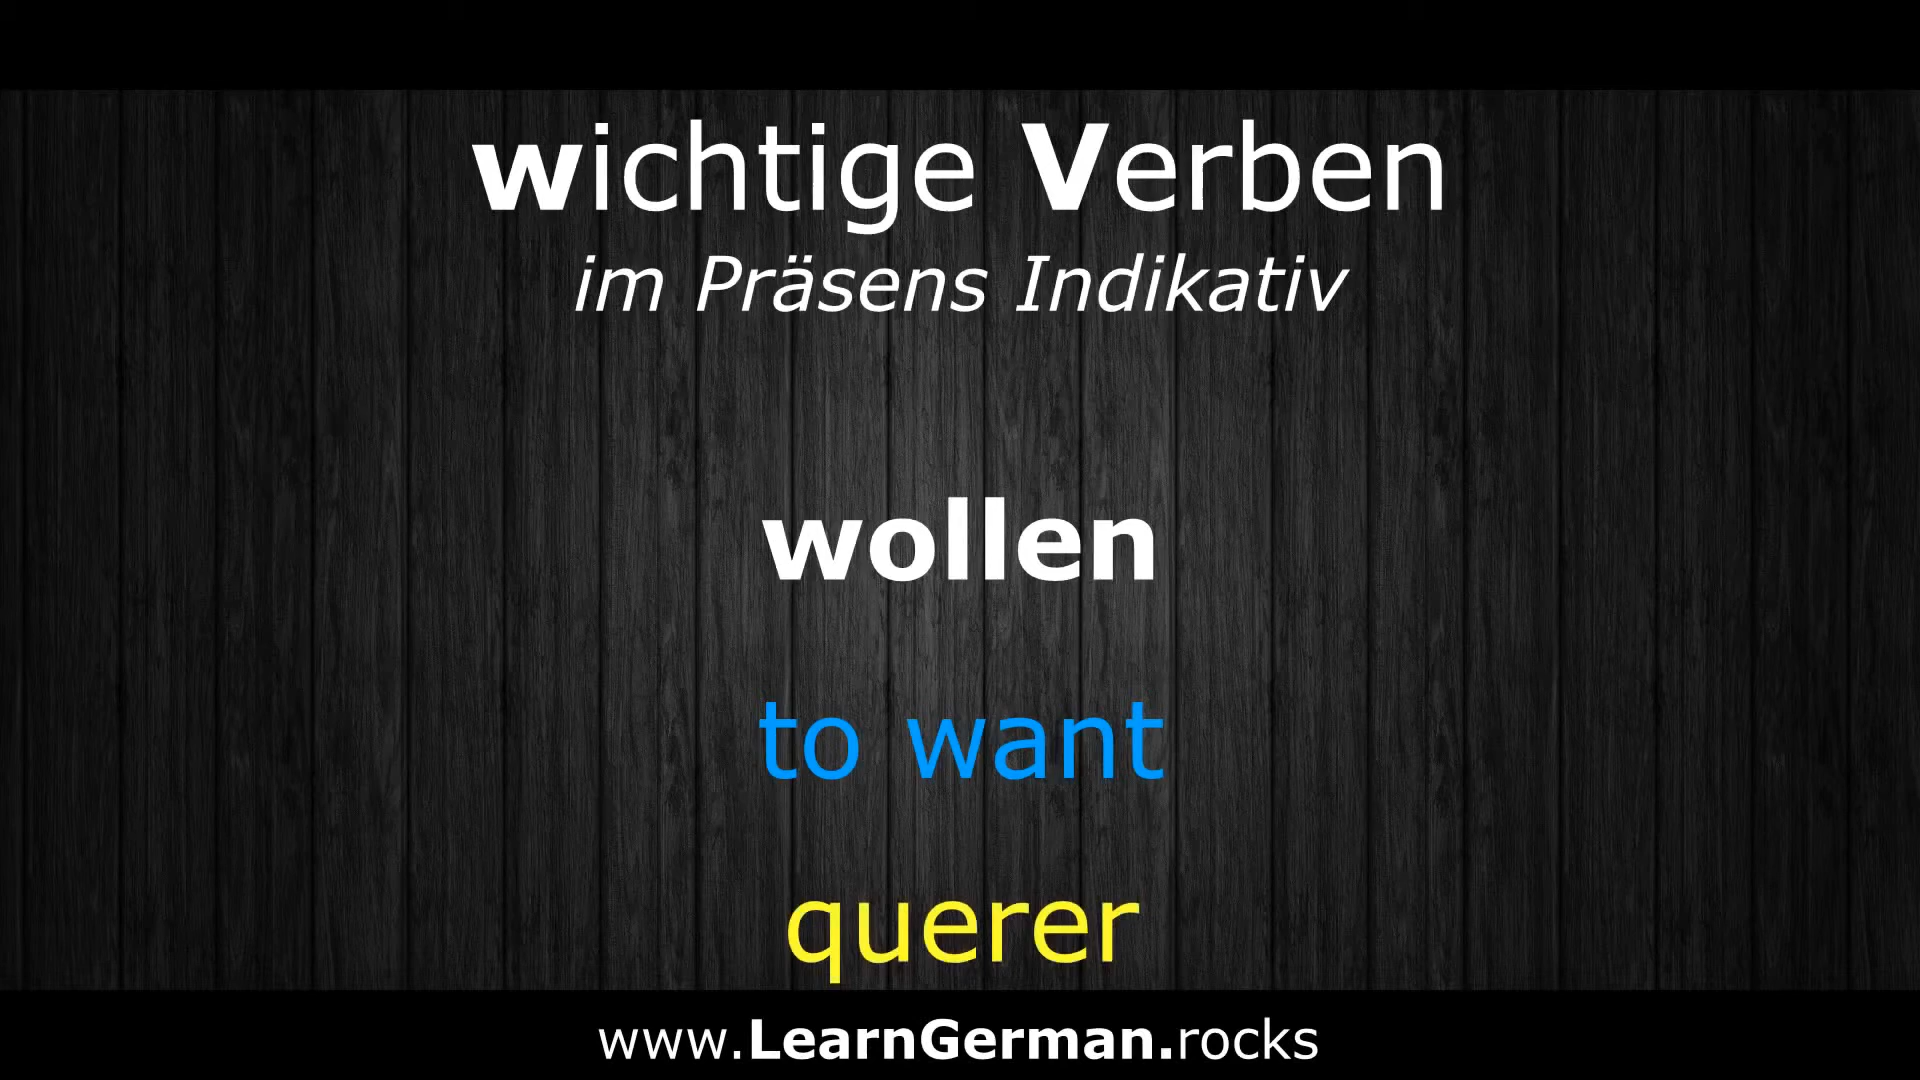 wichtige Verben
im Präsens Indikativ
wollen
to want
querer
www.LearnGerman.rocks